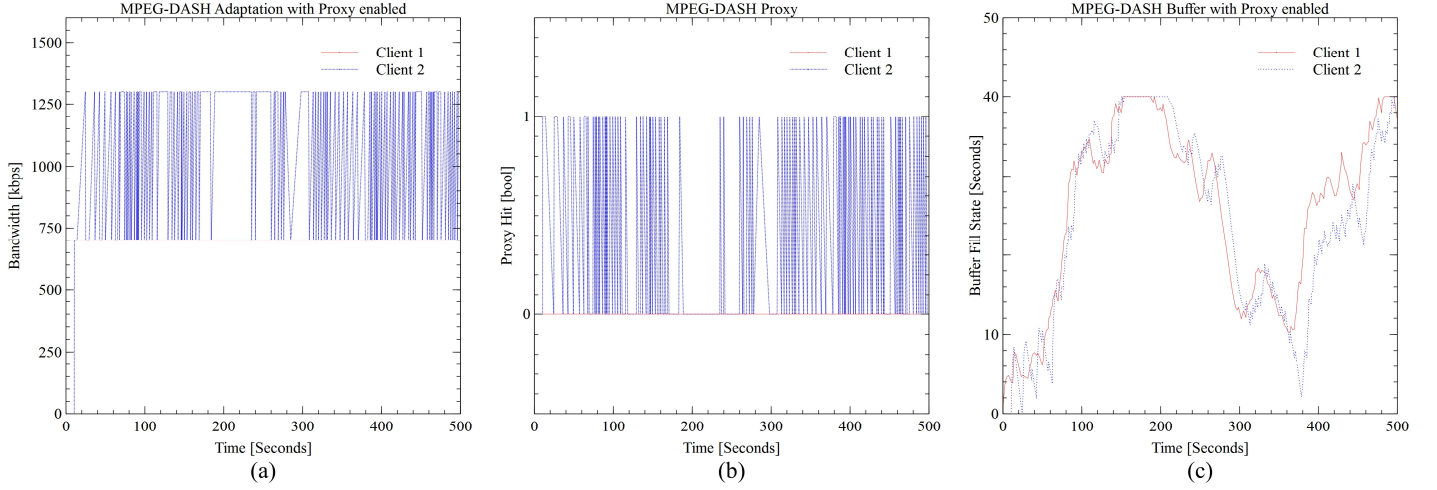 MPEG-DASH Adaptation with Proxy enabled
1500
1250
1000
750
500
250
0
Bandwidth [kbps]
Client 1
Client 2
0 100 200 300 400 500
Time [Seconds]
(a)
MPEG-DASH Proxy
1
0
Proxy Hit [bool]
Client 1
Client 2
0 100 200 300 400 500
Time [Seconds]
(b)
MPEG-DASH Buffer with Proxy enabled
50
40
10
0
Buffer Fill State [Seconds]
Client 1
Client 2
0 100 200 300 400 500
Time [Seconds]
(c)